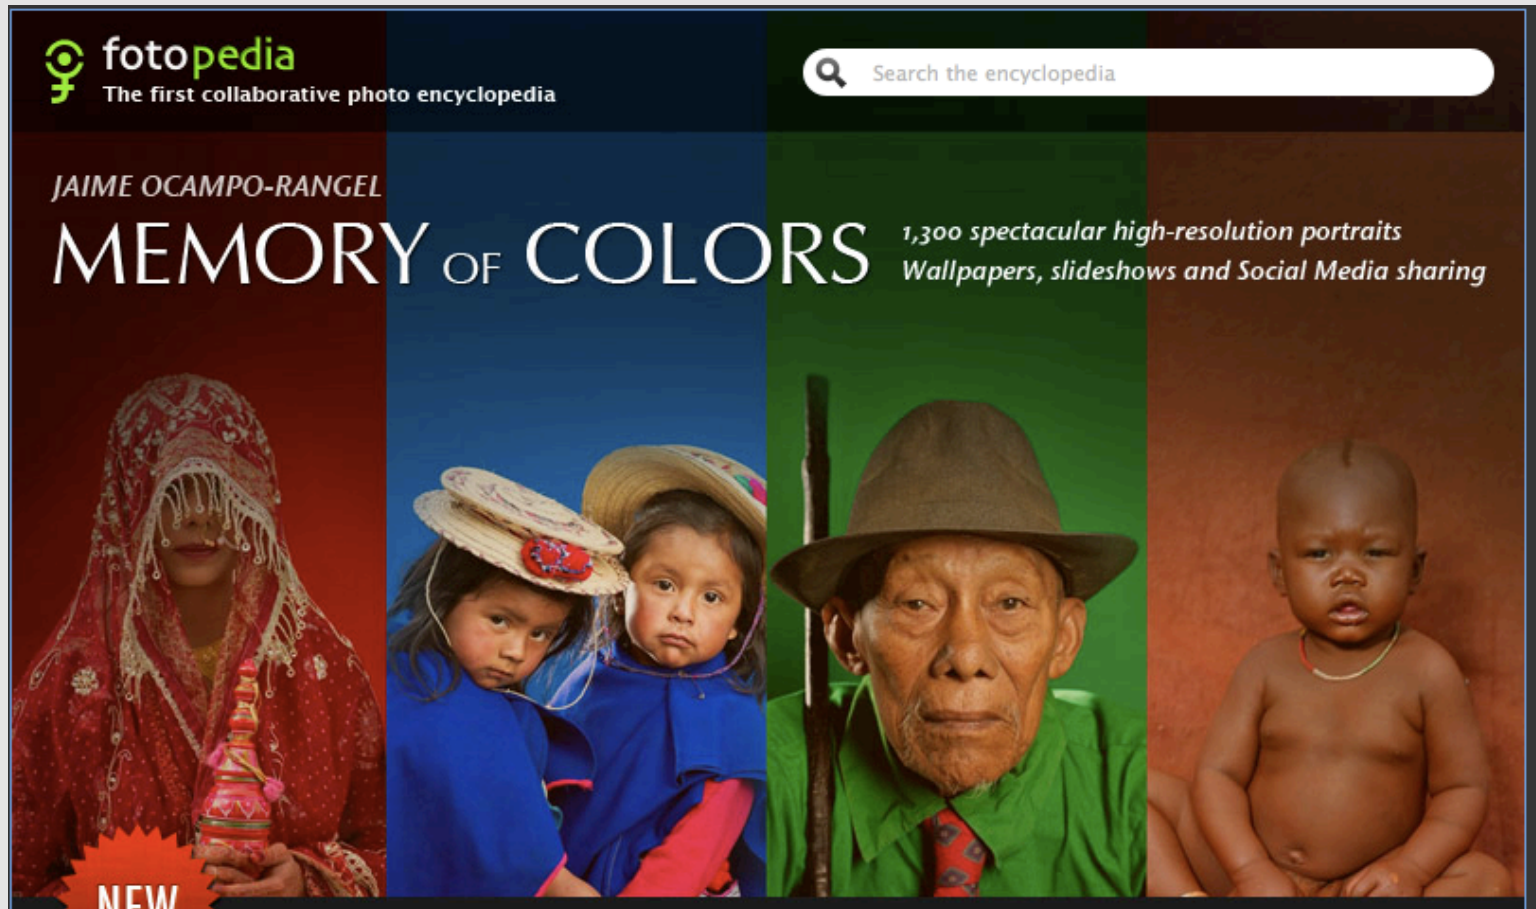 fotopedia
The first collaborative photo encyclopedia
Search the encyclopedia
JAIME OCAMPO-RANGEL
MEMORY OF COLORS
1,300 spectacular high-resolution portraits
Wallpapers, slideshows and Social Media sharing
NEW